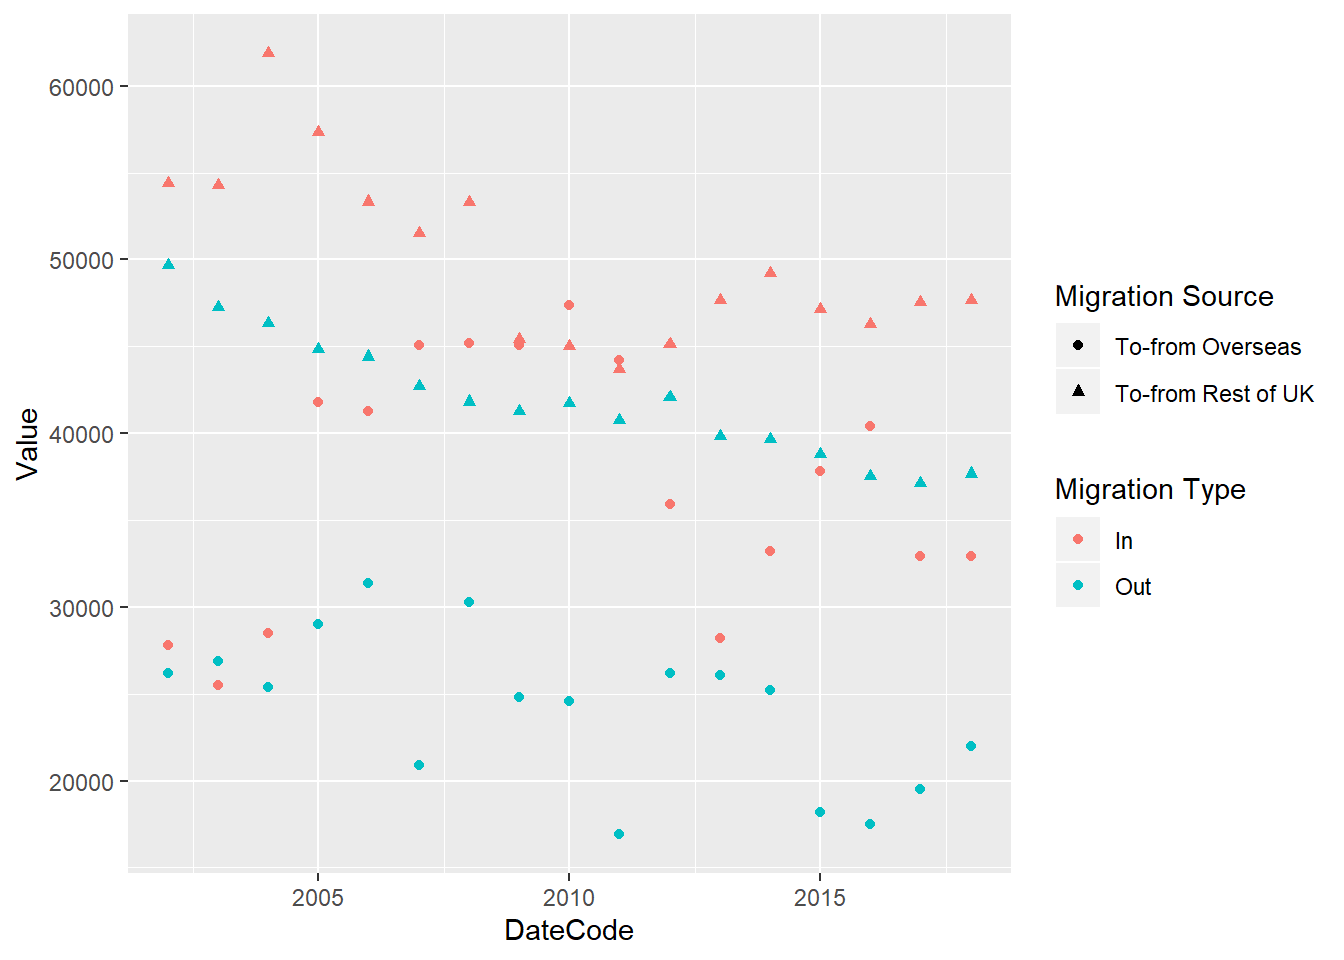 60000
50000
40000
30000
20000
Value
2005
2010
2015
DateCode
Migration Source
To-from Overseas
To-from Rest of UK
Migration Type
In
Out